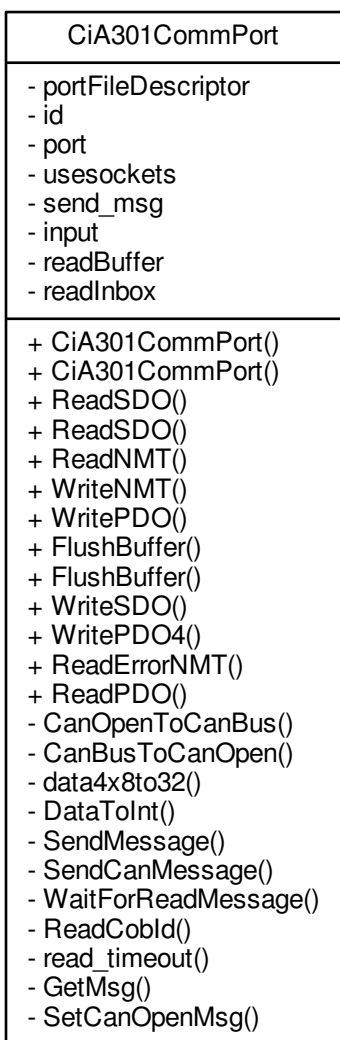 CiA301CommPort
- portFileDescriptor
- id
- port
- usesockets
- send_msg
- input
- readBuffer
- readInbox
+ CiA301CommPort()
+ CiA301CommPort()
+ ReadSDO()
+ ReadSDO()
+ ReadNMT()
+ WriteNMT()
+ WritePDO()
+ FlushBuffer()
+ FlushBuffer()
+ WriteSDO()
+ WritePDO4()
+ ReadErrorNMT()
+ ReadPDO()
- CanOpenToCanBus()
- CanBusToCanOpen()
- data4x8to32()
- DataToInt()
- SendMessage()
- SendCanMessage()
- WaitForReadMessage()
- ReadCobId()
- read_timeout()
- GetMsg()
- SetCanOpenMsg()